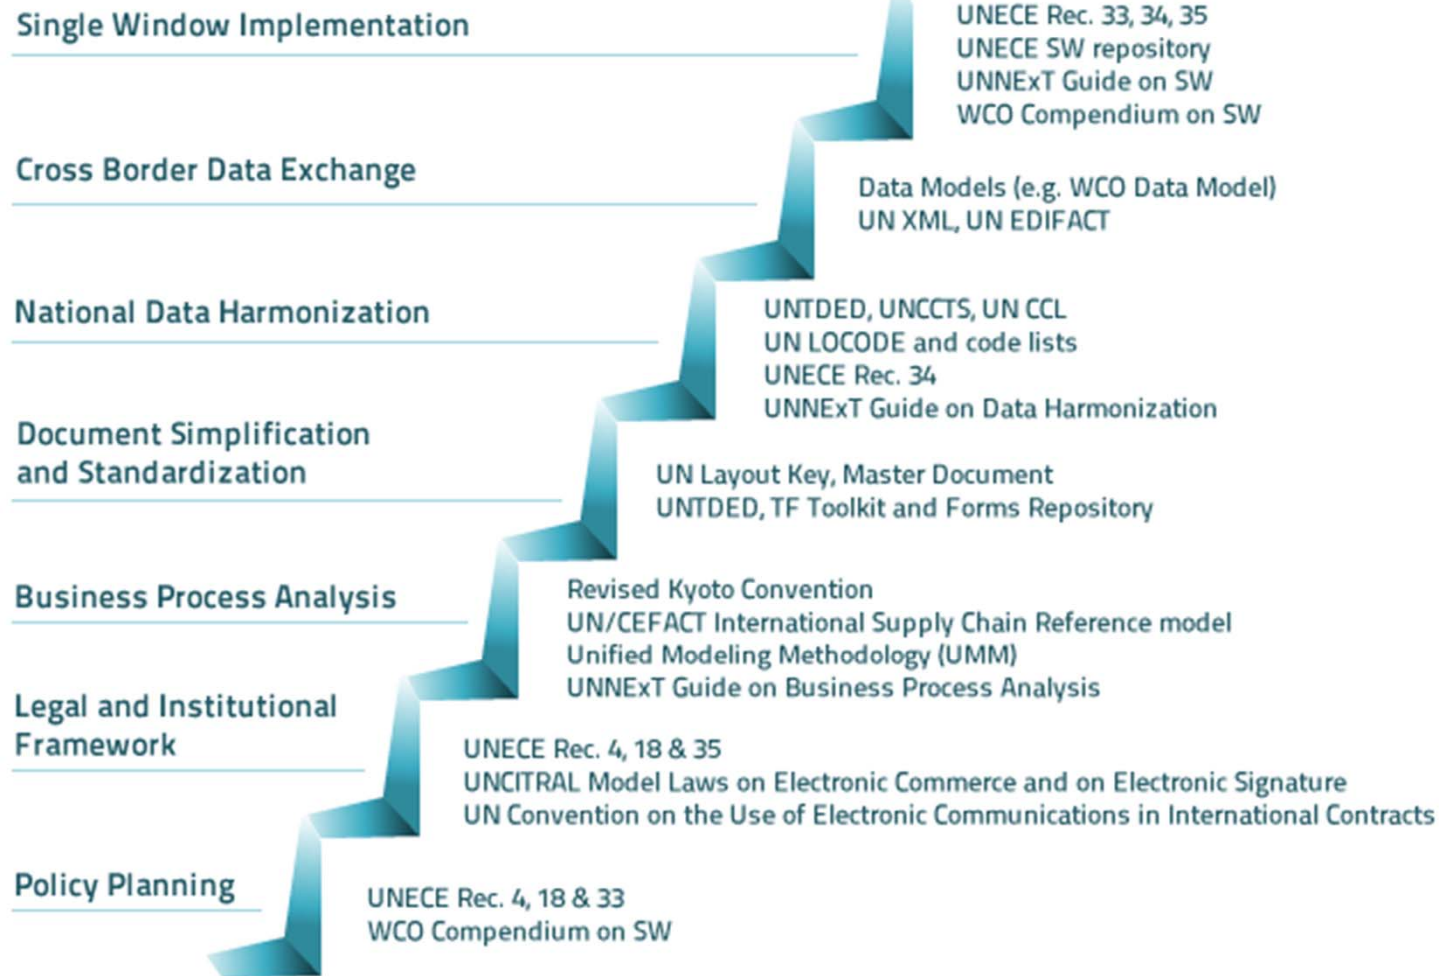 Single Window Implementation
UNECE Rec. 33, 34, 35
UNECE SW repository
UNNExT Guide on SW
WCO Compendium on SW
Cross Border Data Exchange
Data Models (e.g. WCO Data Model)
UN XML, UN EDIFACT
National Data Harmonization
UNTDED, UNCCTS, UN CCL
UN LOCODE and code lists
UNECE Rec. 34
UNNExT Guide on Data Harmonization
Document Simplification
and Standardization
UN Layout Key, Master Document
UNTDED, TF Toolkit and Forms Repository
Business Process Analysis
Revised Kyoto Convention
UN/CEFACT International Supply Chain Reference model
Unified Modeling Methodology (UMM)
UNNExT Guide on Business Process Analysis
Legal and Institutional
Framework
UNECE Rec. 4, 18 & 35
UNCITRAL Model Laws on Electronic Commerce and on Electronic Signature
UN Convention on the Use of Electronic Communications in International Contracts
Policy Planning
UNECE Rec. 4, 18 & 33
WCO Compendium on SW